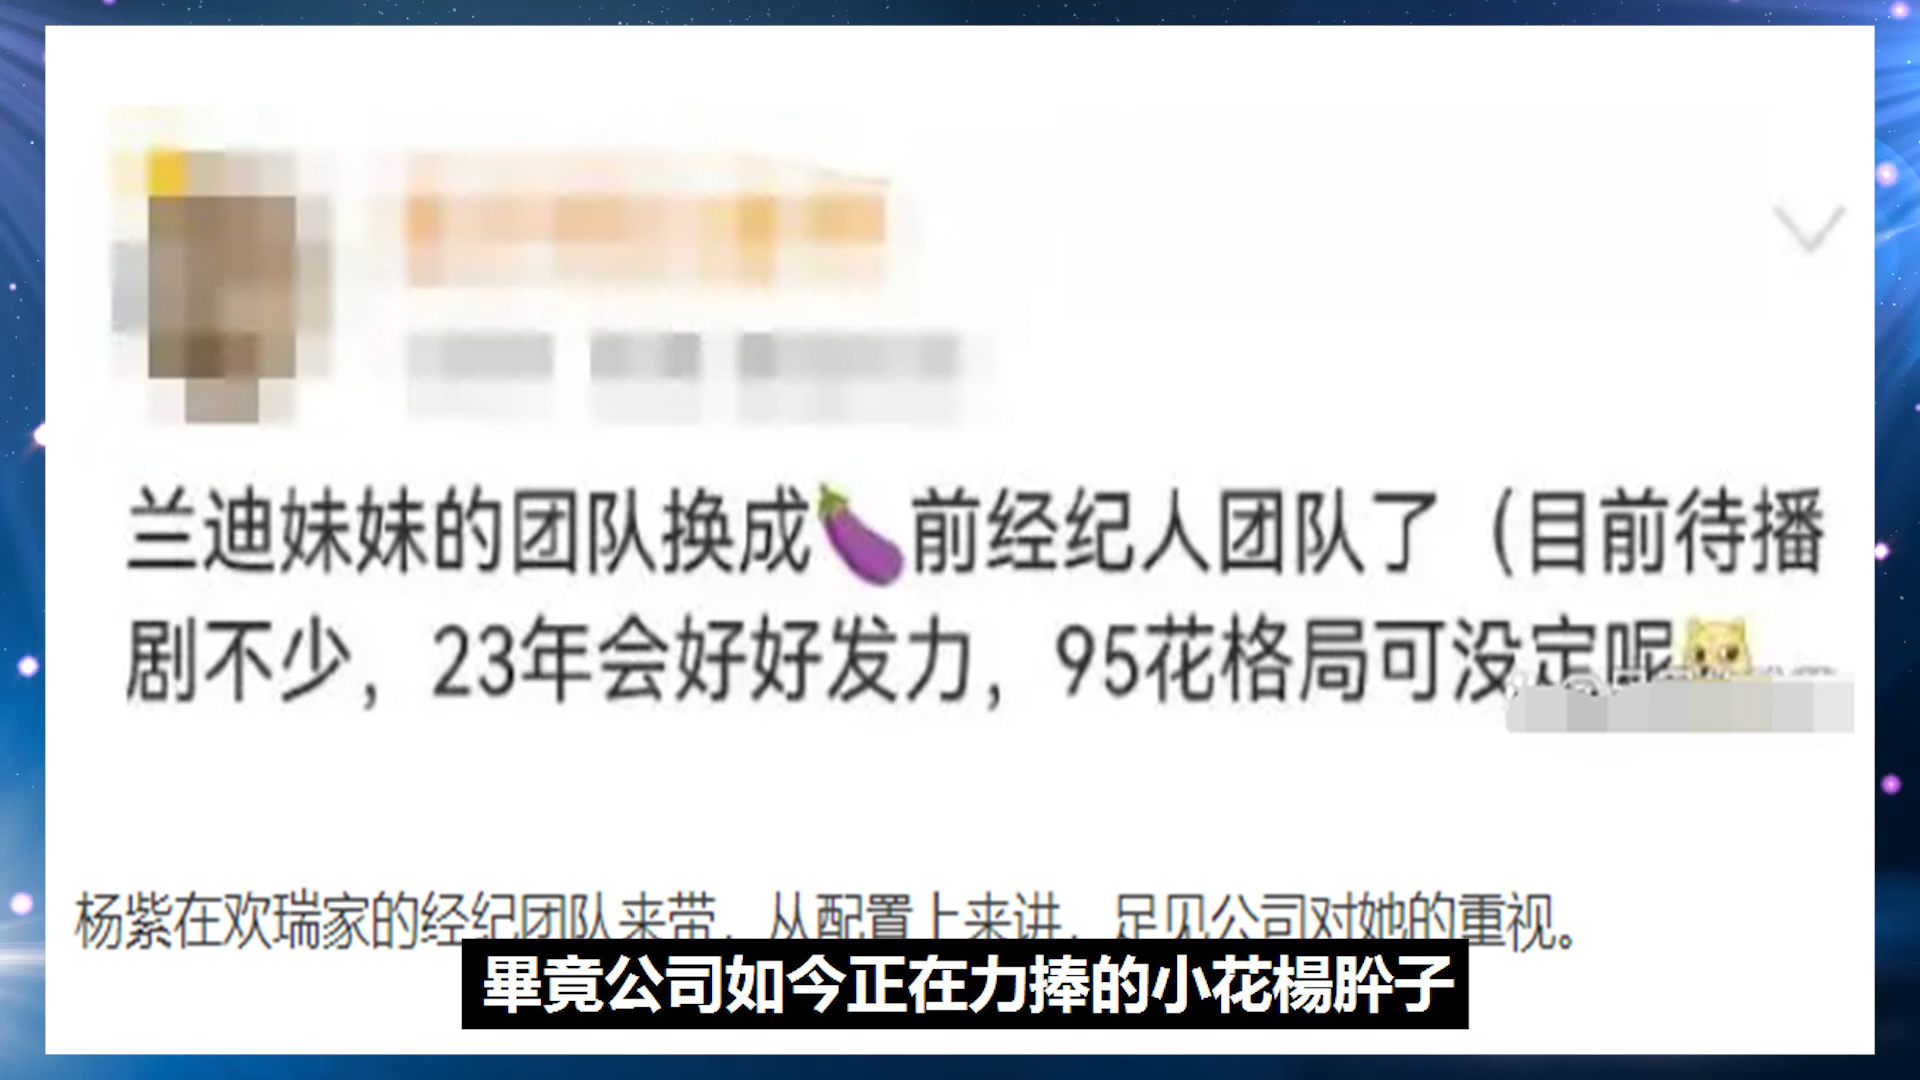 兰迪妹妹的团队换成🍆前经纪人团队了（目前待播
剧不少，23年会好好发力，95花格局可没定呢
杨紫在欢瑞家的经纪团队来带，从配置上来讲，足见公司对她的重视。
畢竟公司如今正在力捧的小花楊肸子